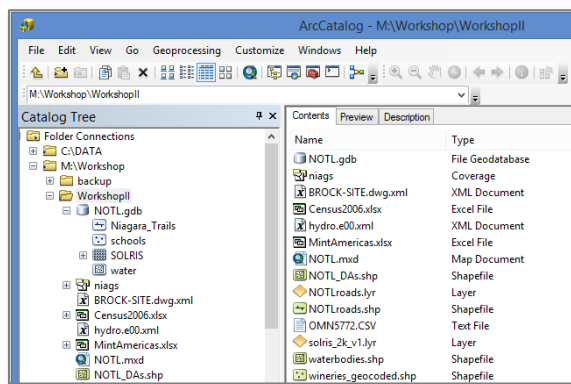 ArcCatalog - M:\Workshop\WorkshopII
File Edit View Go Geoprocessing Customize Windows Help
M:\Workshop\WorkshopII
Catalog Tree
Folder Connections
C:\DATA
M:\Workshop
backup
WorkshopII
NOTL.gdb
Niagara_Trails
schools
SOLRIS
water
niags
BROCK-SITE.dwg.xml
Census2006.xlsx
hydro.e00.xml
MintAmericas.xlsx
NOTL.mxd
NOTL_DAs.shp
Contents Preview Description
Name Type
NOTL.gdb File Geodatabase
niags Coverage
BROCK-SITE.dwg.xml XML Document
Census2006.xlsx Excel File
hydro.e00.xml XML Document
MintAmericas.xlsx Excel File
NOTL.mxd Map Document
NOTL_DAs.shp Shapefile
NOTLroads.lyr Layer
NOTLroads.shp Shapefile
OMN5772.CSV Text File
solris_2k_v1.lyr Layer
waterbodies.shp Shapefile
wineries_geocoded.shp Shapefile